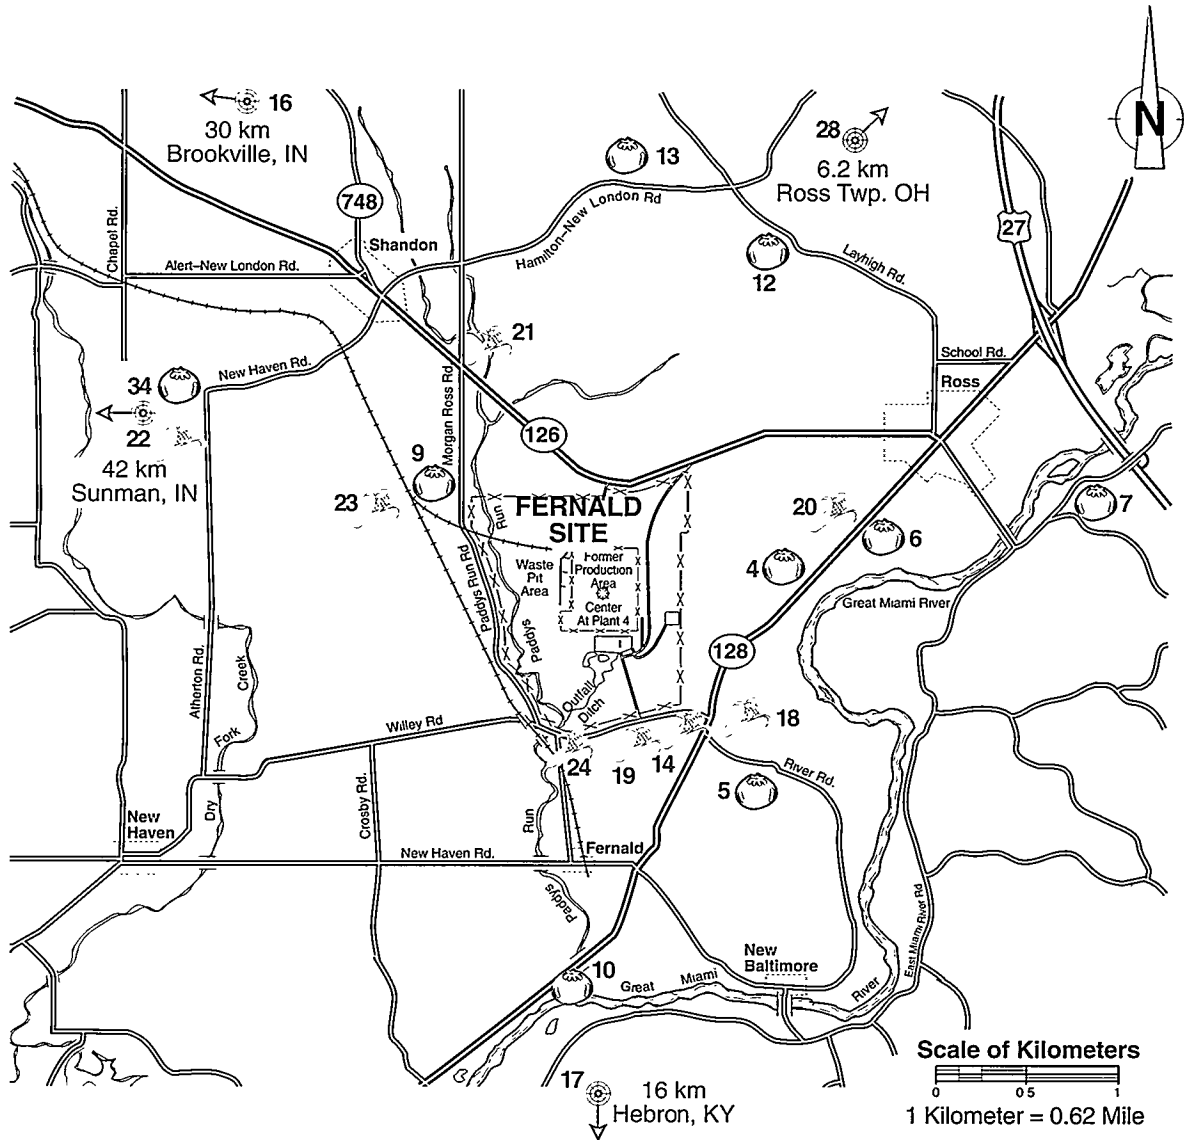 16
30 km
Brookville, IN
N
13
28
6.2 km
Ross Twp. OH
748
27
Chapel Rd.
Shandon
Hamilton–New London Rd
Alert–New London Rd.
12
Layhigh Rd.
21
School Rd.
New Haven Rd.
Morgan Ross Rd
Ross
34
22
42 km
Sunman, IN
126
9
23
Run
FERNALD
SITE
20
7
6
4
Waste
Pit
Area
Former
Production
Area
Center
At Plant 4
Paddys Run Rd
Great Miami River
Paddys
128
Atherton Rd.
Creek
Fork
Outfall
Ditch
Willey Rd
18
24
19
14
River Rd.
5
Crosby Rd.
Dry
New
Haven
Run
New Haven Rd.
Fernald
Paddys
East Miami River Rd
10
New
Baltimore
Great
Miami
River
Scale of Kilometers
0
0 5
1
1 Kilometer = 0.62 Mile
17
16 km
Hebron, KY